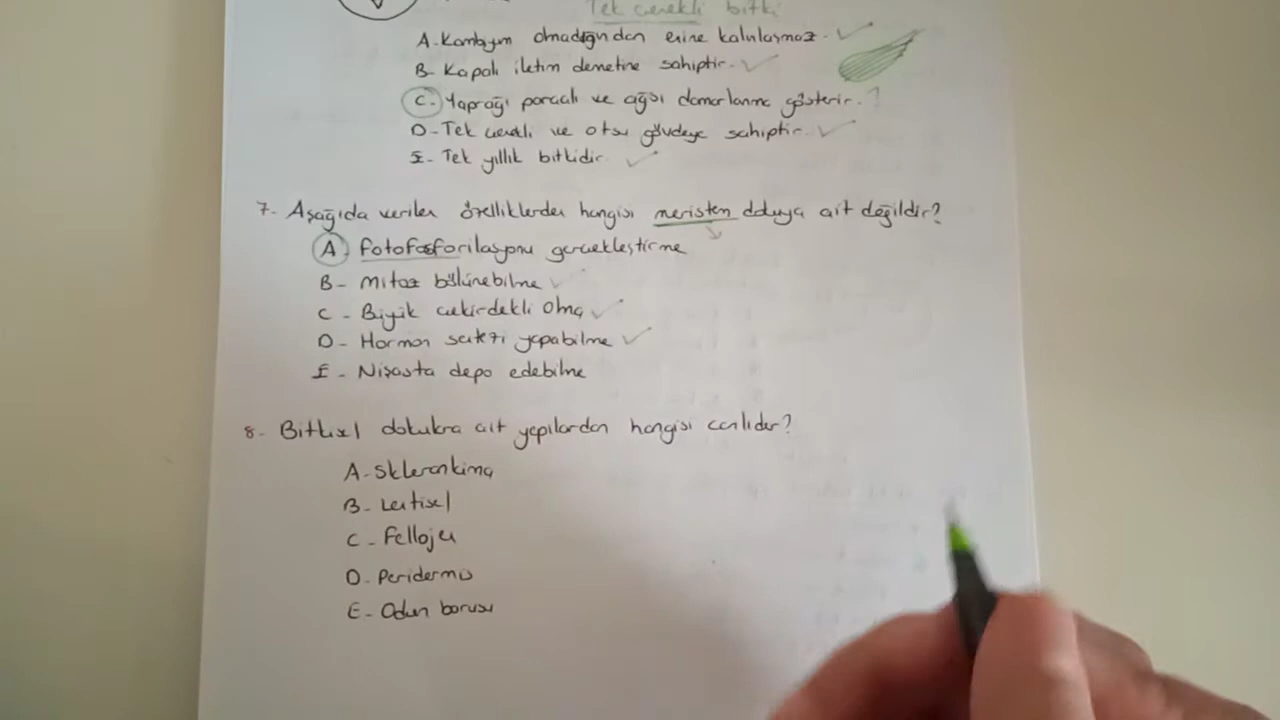 Tek çenekli bitki
A. Kambiyum olmadığından enine kalınlaşmaz.
B- Kapalı iletim demetine sahiptir.
C. Yaprağı parçalı ve ağsı damarlanma gösterir. ?
D- Tek çenekli ve otsu gövdeye sahiptir.
E- Tek yıllık bitkidir.
7- Aşağıda verilen özelliklerden hangisi meristem dokuya ait değildir?
A. Fotofosforilasyonu gerçekleştirme
B- Mitoz bölünebilme
C - Büyük çekirdekli olma
D - Hormon sentezi yapabilme
E - Nişasta depo edebilme
8- Bitkisel dokulara ait yapılardan hangisi canlıdır?
A- Sklerankima
B- Lentisel
C - Fellojen
D- Peridermis
E- Odun borusu